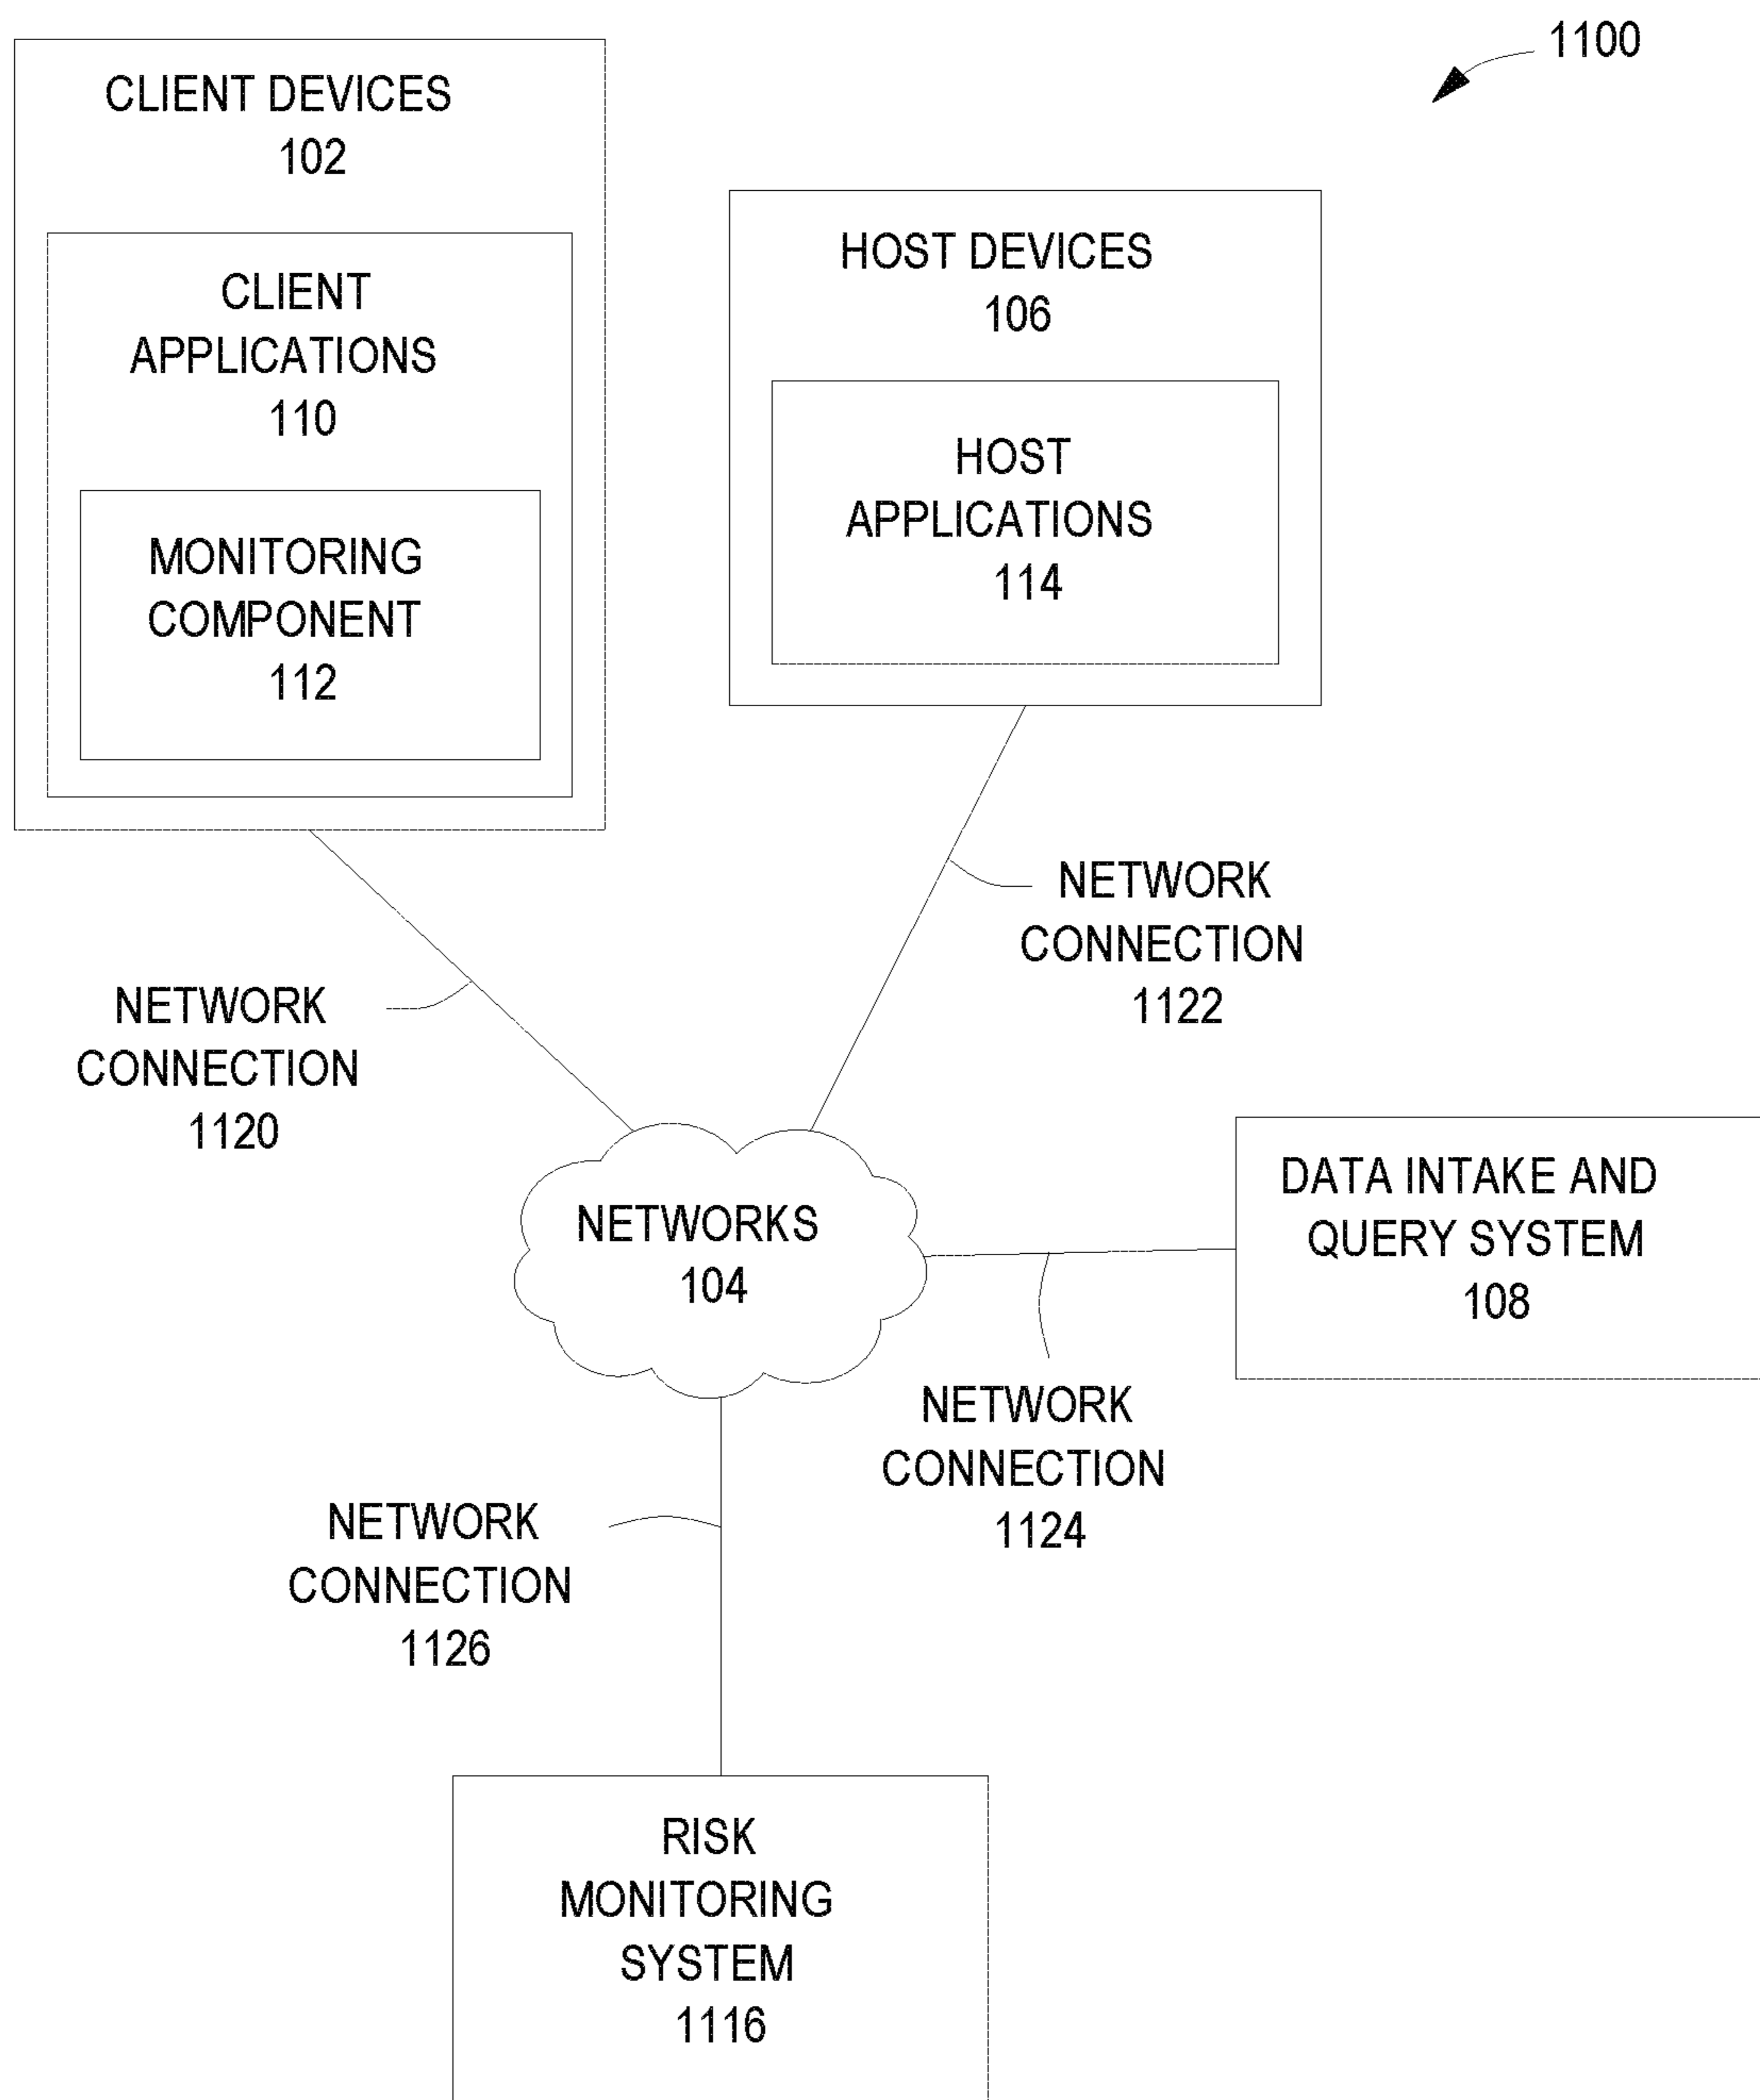 1100
CLIENT DEVICES
102
CLIENT
APPLICATIONS
110
MONITORING
COMPONENT
112
HOST DEVICES
106
HOST
APPLICATIONS
114
NETWORK
CONNECTION
1120
NETWORK
CONNECTION
1122
NETWORKS
104
DATA INTAKE AND
QUERY SYSTEM
108
NETWORK
CONNECTION
1124
NETWORK
CONNECTION
1126
RISK
MONITORING
SYSTEM
1116